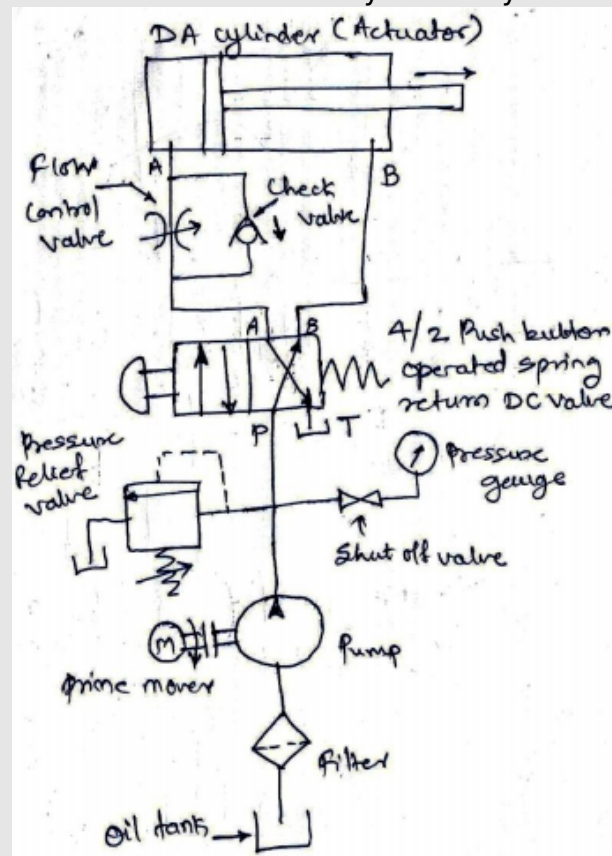 DA cylinder (Actuator)
A
B
Flow
Control
valve
Check
valve
A
B
4/2 Push button
operated spring
return DC valve
P
T
Pressure
Relief
valve
Pressure
gauge
Shut off valve
M
Pump
prime mover
Filter
Oil tank